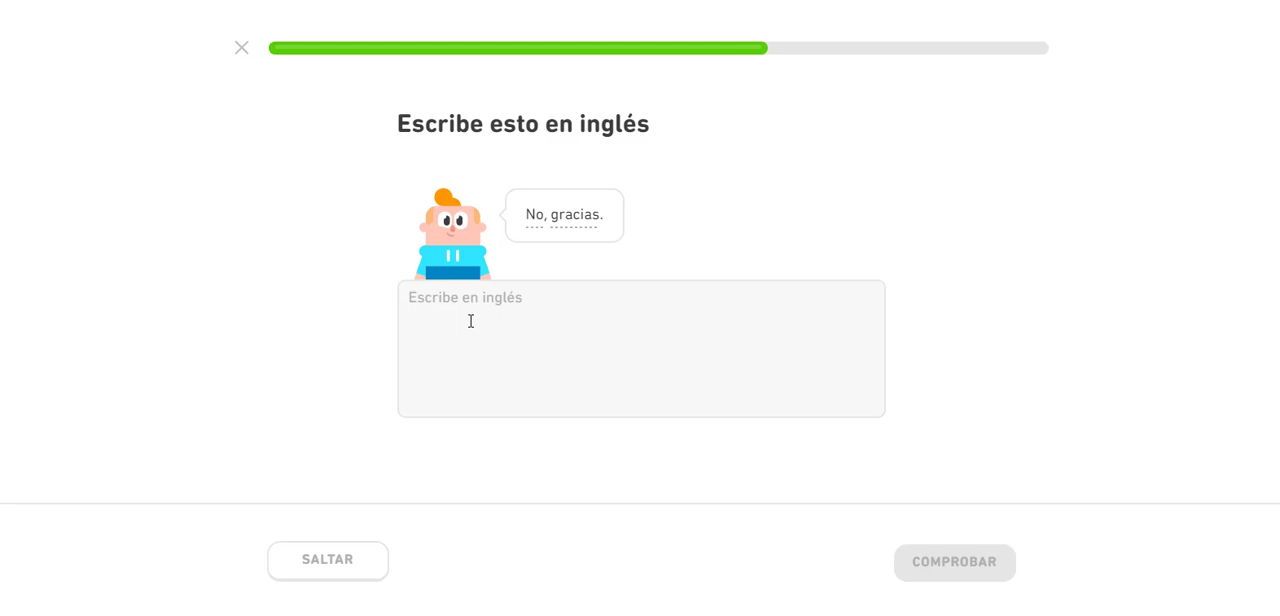 Escribe esto en inglés
No, gracias.
Escribe en inglés
SALTAR
COMPROBAR